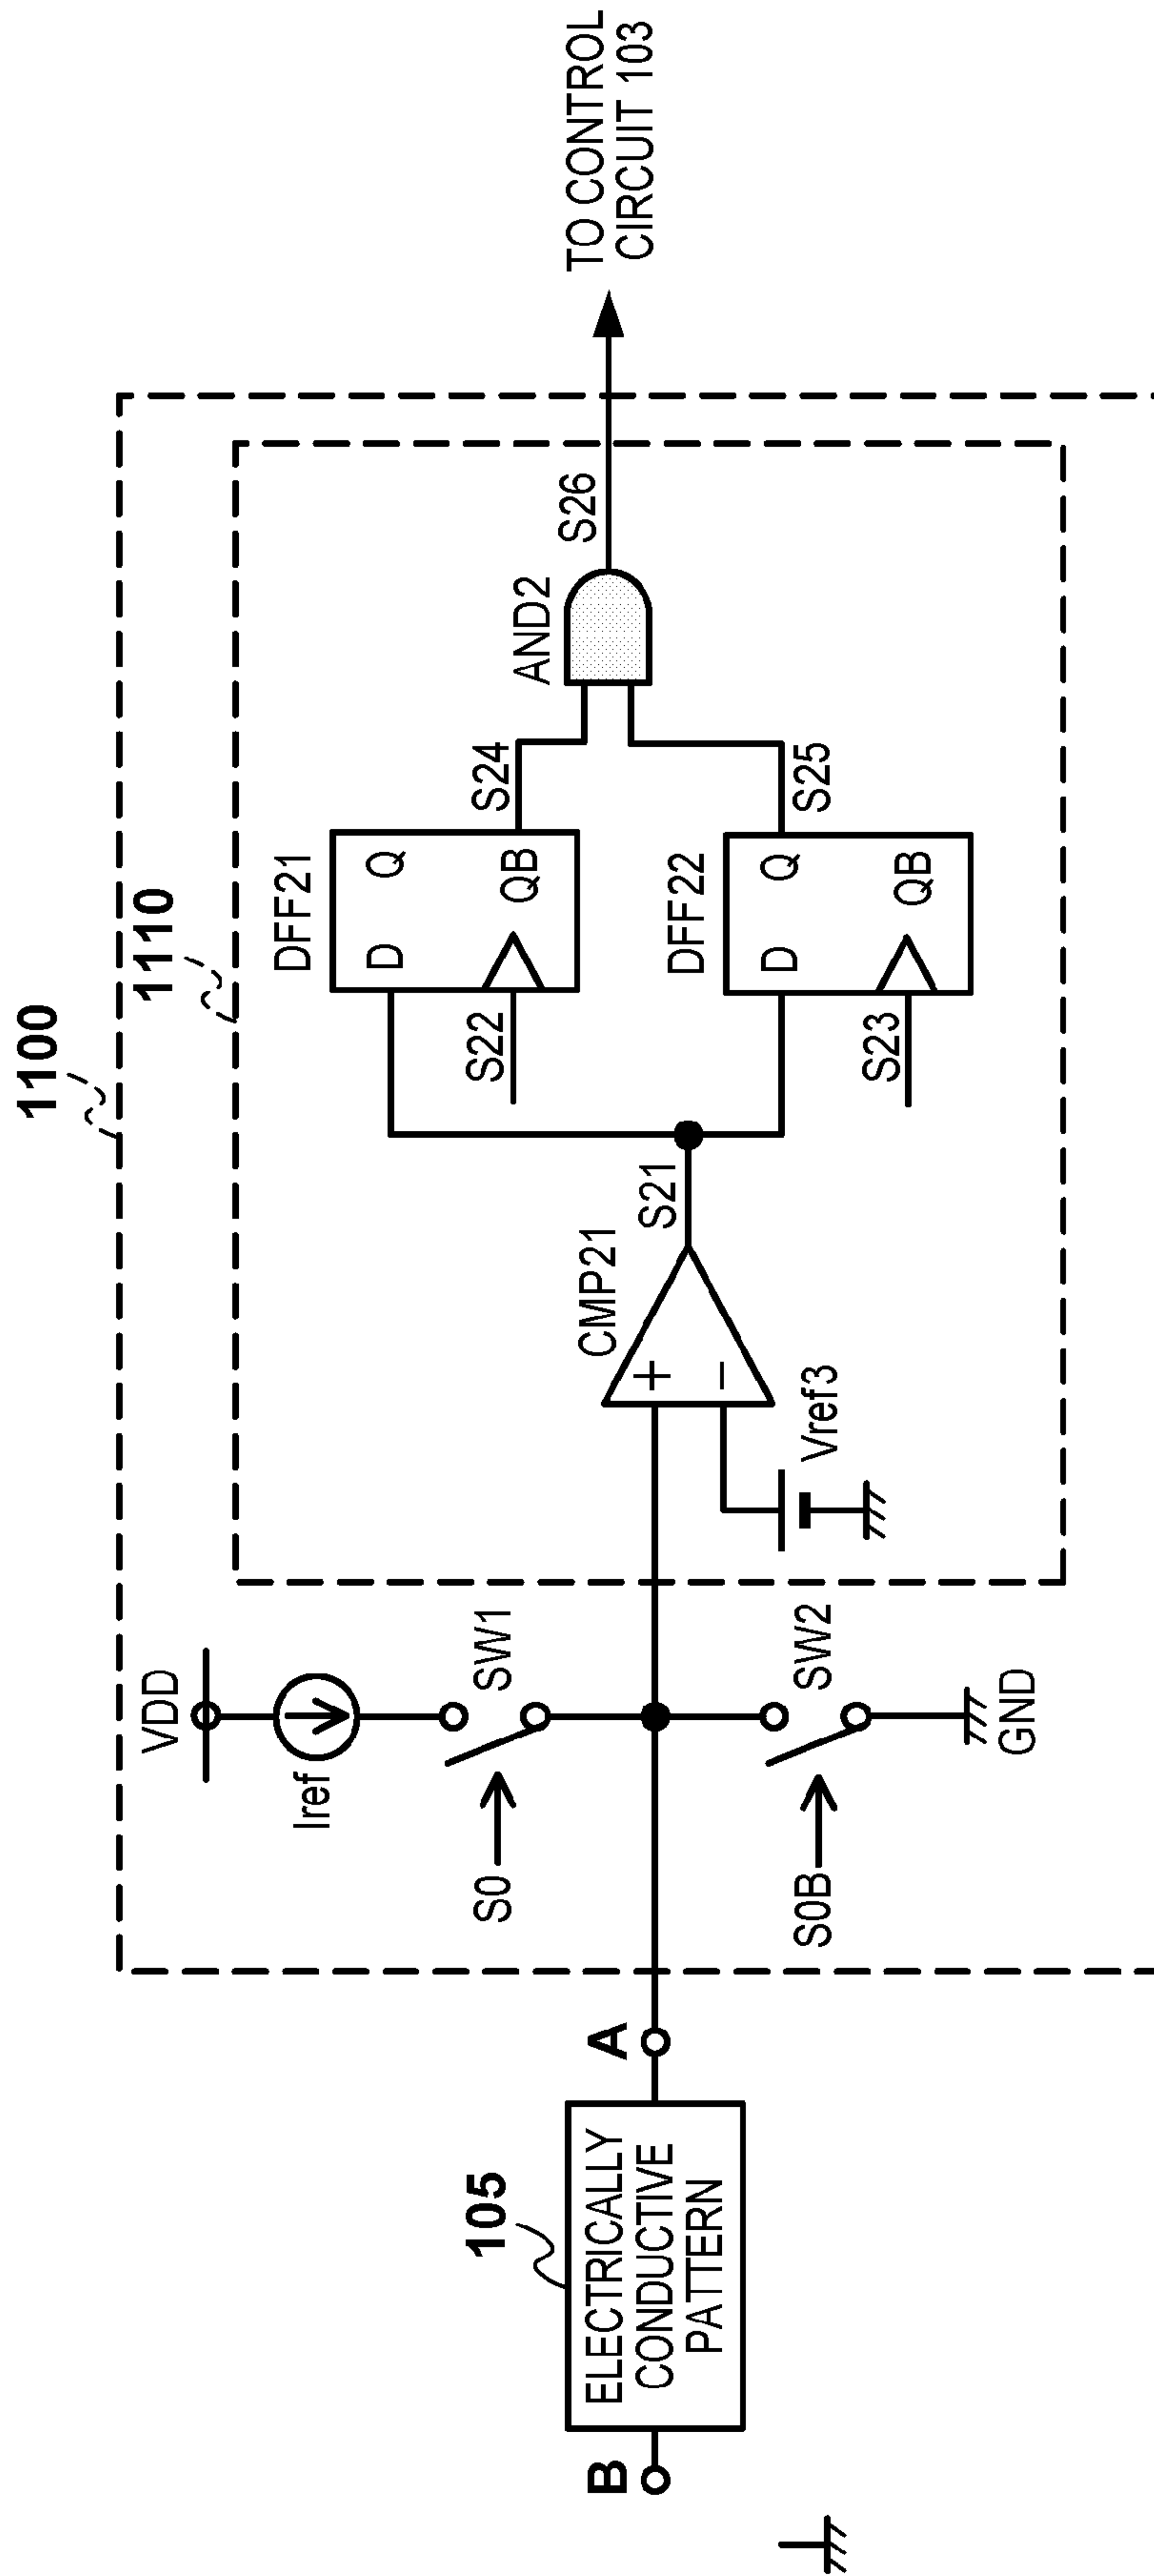 1100
1110
VDD
Iref
S0
SW1
S0B
SW2
GND
105
ELECTRICALLY
CONDUCTIVE
PATTERN
B
A
CMP21
+
−
Vref3
S21
DFF21
D
Q
QB
S22
S24
DFF22
D
Q
QB
S23
S25
AND2
S26
TO CONTROL
CIRCUIT 103